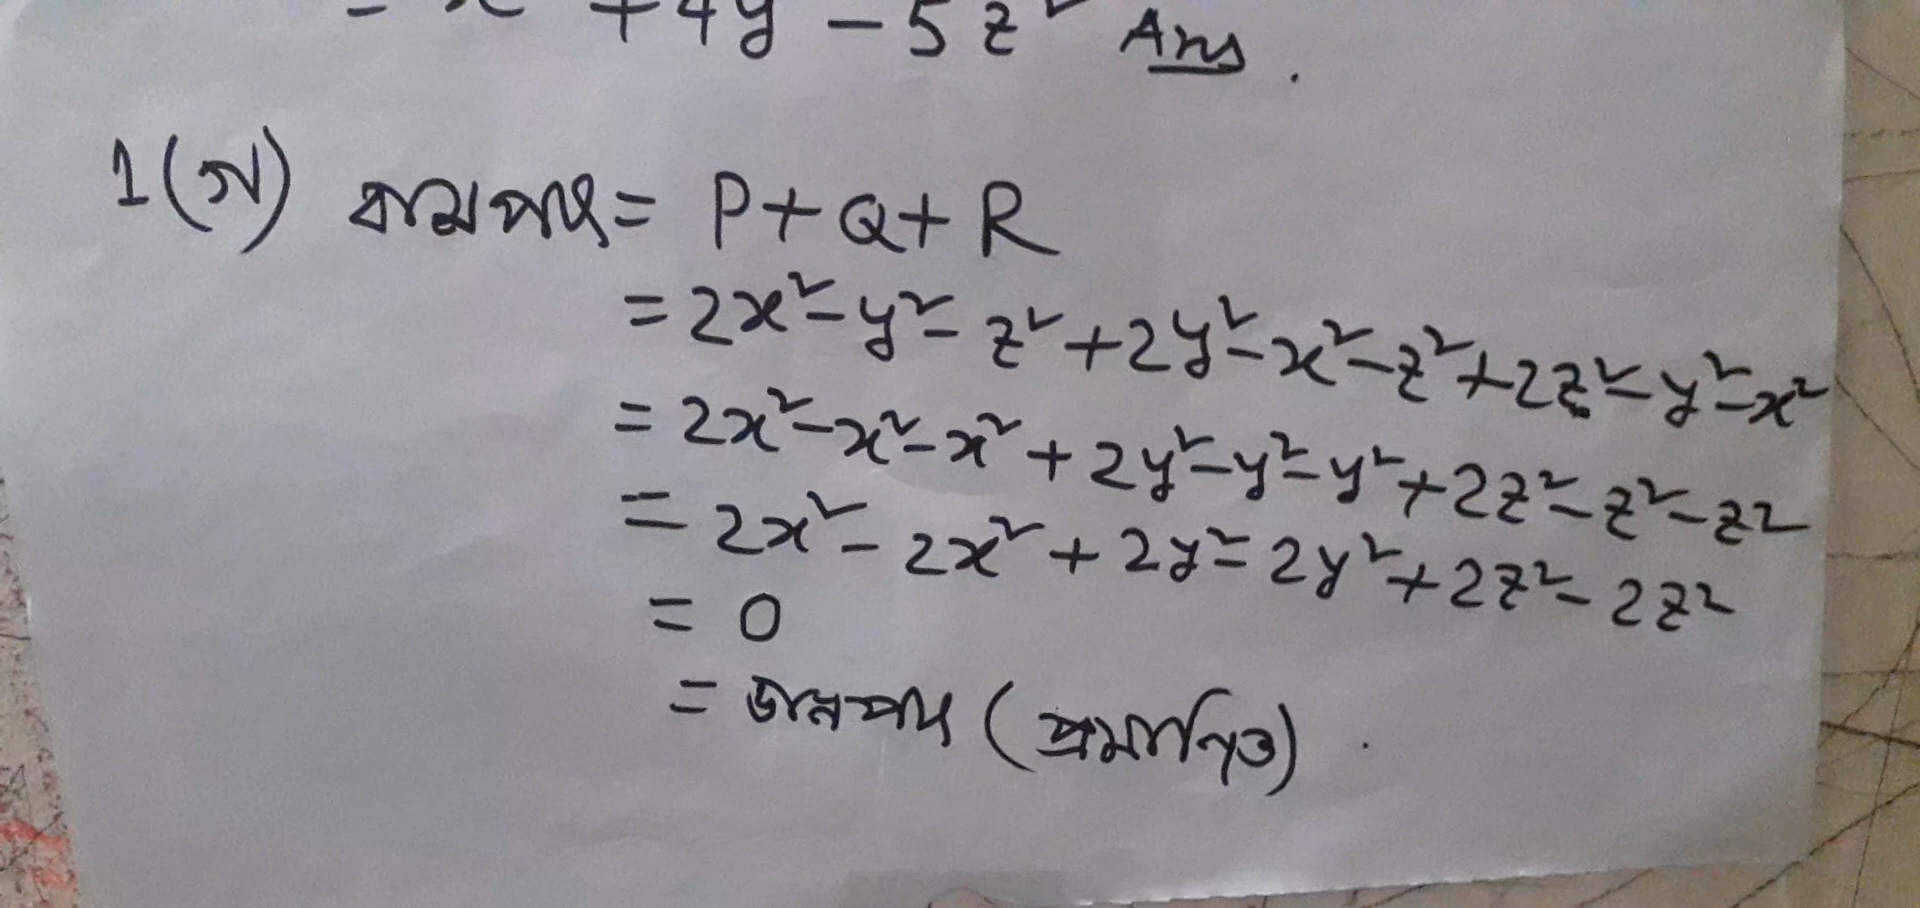 +4y² - 5z² Ans.
1(গ) বামপক্ষ = P+Q+R
= 2x²-y²-z²+2y²-x²-z²+2z²-y²-x²
= 2x²-x²-x²+2y²-y²-y²+2z²-z²-z²
= 2x²-2x²+2y²-2y²+2z²-2z²
= 0
= ডানপক্ষ (প্রমাণিত).